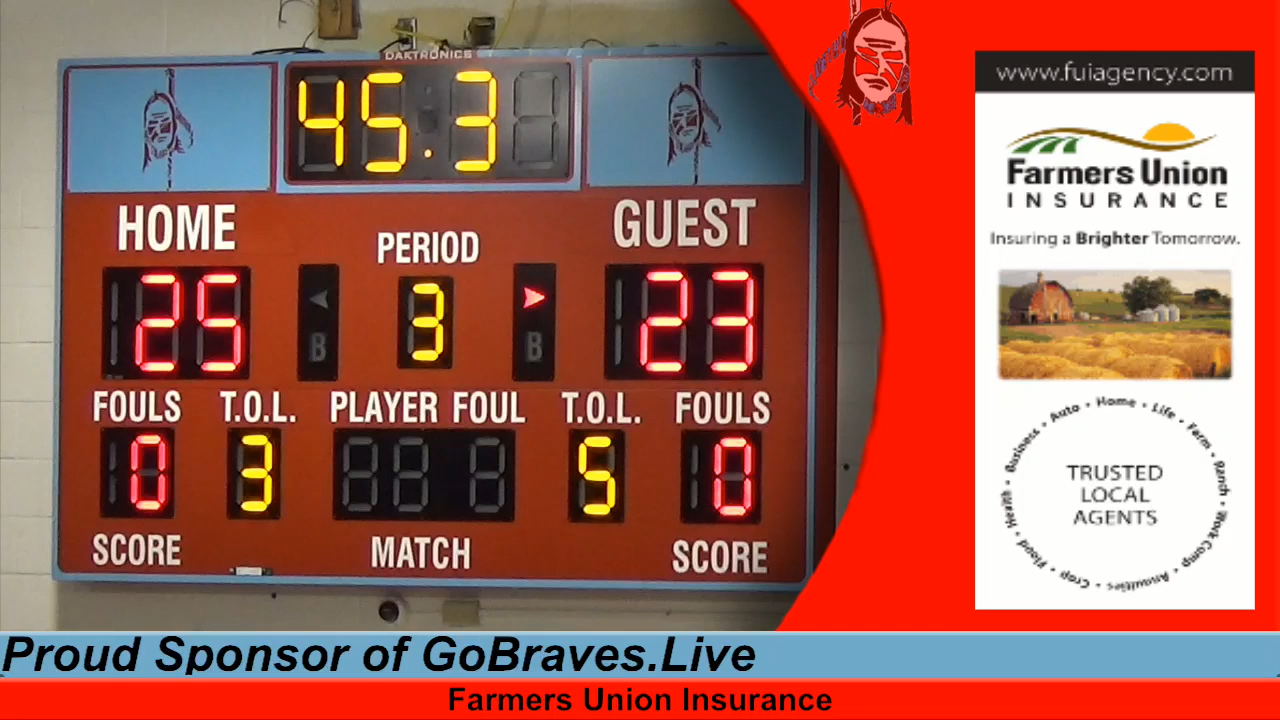 DAKTRONICS
45.3
HOME
PERIOD
GUEST
25
3
23
B
B
FOULS
T.O.L.
PLAYER FOUL
T.O.L.
FOULS
0
3
5
0
SCORE
MATCH
SCORE
www.fuiagency.com
Farmers Union
INSURANCE
Insuring a Brighter Tomorrow.
Auto • Home • Life • Farm • Ranch • Work Comp • Annuities • Crop • Flood • Health • Business •
TRUSTED
LOCAL
AGENTS
Proud Sponsor of GoBraves.Live
Farmers Union Insurance